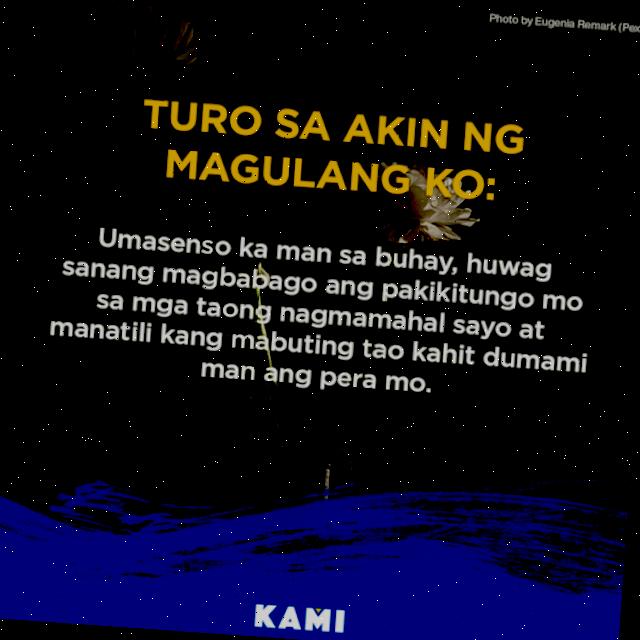 Photo by Eugenia Remark
TURO SA AKIN NG
MAGULANG KO:
Umasenso ka man sa buhay, huwag
sanang magbabago ang pakikitungo mo
sa mga taong nagmamahal sayo at
manatili kang mabuting tao kahit dumami
man ang pera mo.
KAMI